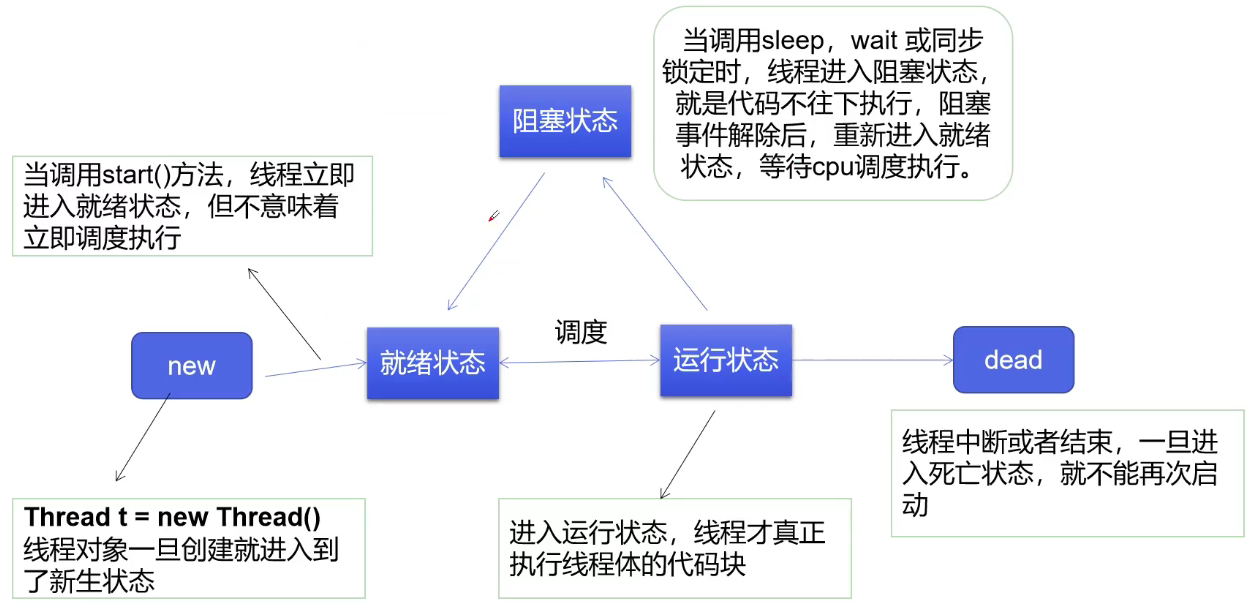 当调用sleep，wait 或同步
锁定时，线程进入阻塞状态，
就是代码不往下执行，阻塞
事件解除后，重新进入就绪
状态，等待cpu调度执行。
阻塞状态
当调用start()方法，线程立即
进入就绪状态，但不意味着
立即调度执行
调度
new
就绪状态
运行状态
dead
线程中断或者结束，一旦进
入死亡状态，就不能再次启
动
Thread t = new Thread()
线程对象一旦创建就进入到
了新生状态
进入运行状态，线程才真正
执行线程体的代码块